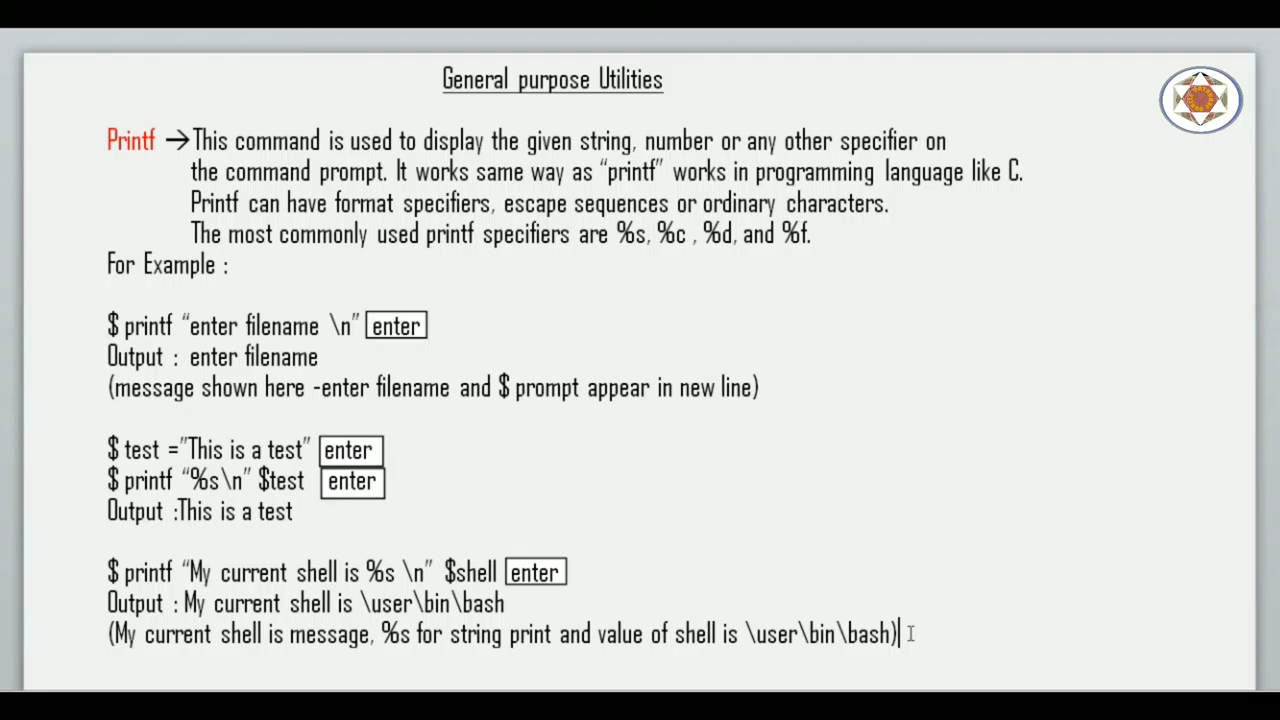 General purpose Utilities
Printf →This command is used to display the given string, number or any other specifier on
the command prompt. It works same way as “printf” works in programming language like C.
Printf can have format specifiers, escape sequences or ordinary characters.
The most commonly used printf specifiers are %s, %c , %d, and %f.
For Example :
$ printf “enter filename \n” enter
Output : enter filename
(message shown here -enter filename and $ prompt appear in new line)
$ test =”This is a test” enter
$ printf “%s\n” $test enter
Output :This is a test
$ printf “My current shell is %s \n” $shell enter
Output : My current shell is \user\bin\bash
(My current shell is message, %s for string print and value of shell is \user\bin\bash)